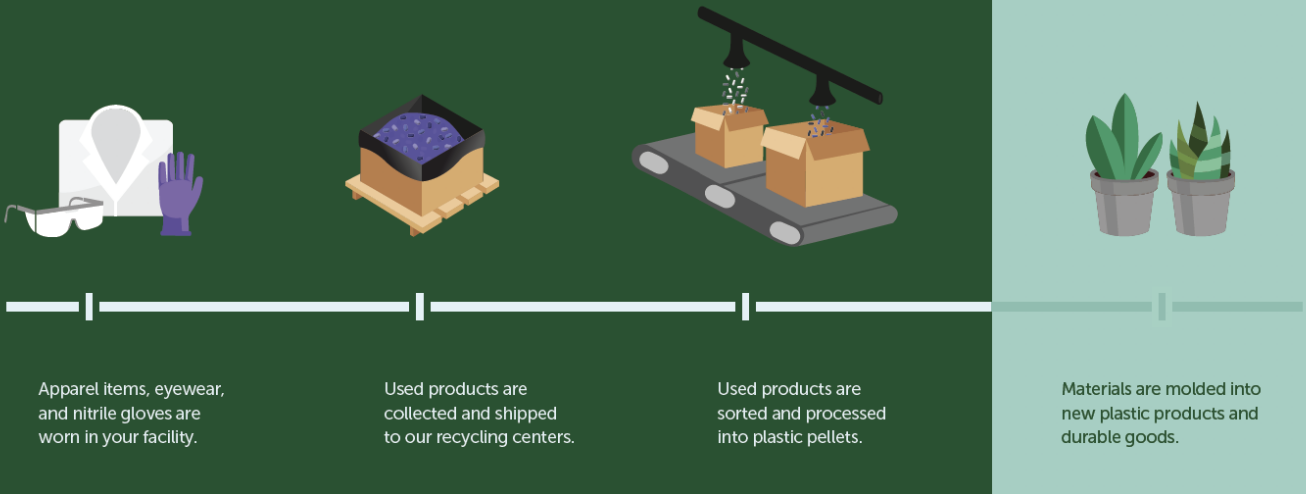 Apparel items, eyewear,
and nitrile gloves are
worn in your facility.
Used products are
collected and shipped
to our recycling centers.
Used products are
sorted and processed
into plastic pellets.
Materials are molded into
new plastic products and
durable goods.